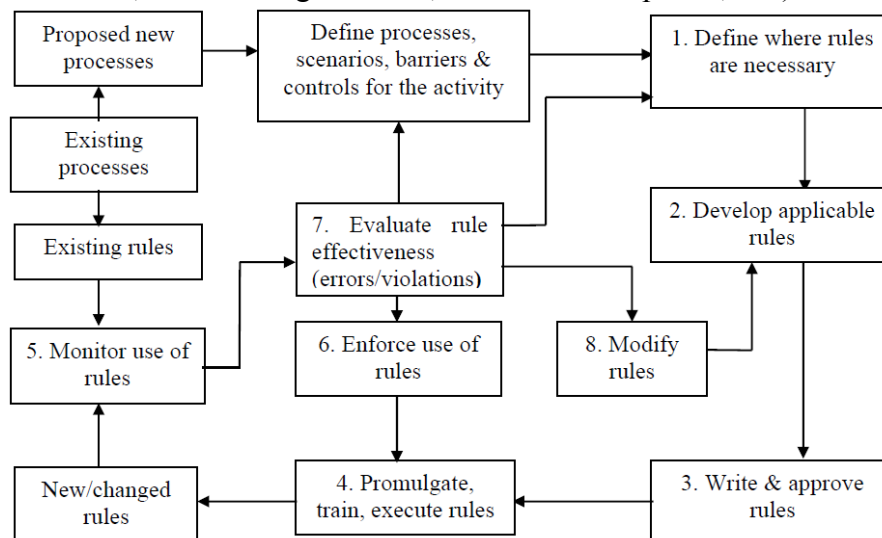 Proposed new
processes
Define processes,
scenarios, barriers &
controls for the activity
1. Define where rules
are necessary
Existing
processes
Existing rules
7. Evaluate rule
effectiveness
(errors/violations)
2. Develop applicable
rules
5. Monitor use of
rules
6. Enforce use of
rules
8. Modify
rules
New/changed
rules
4. Promulgate,
train, execute rules
3. Write & approve
rules